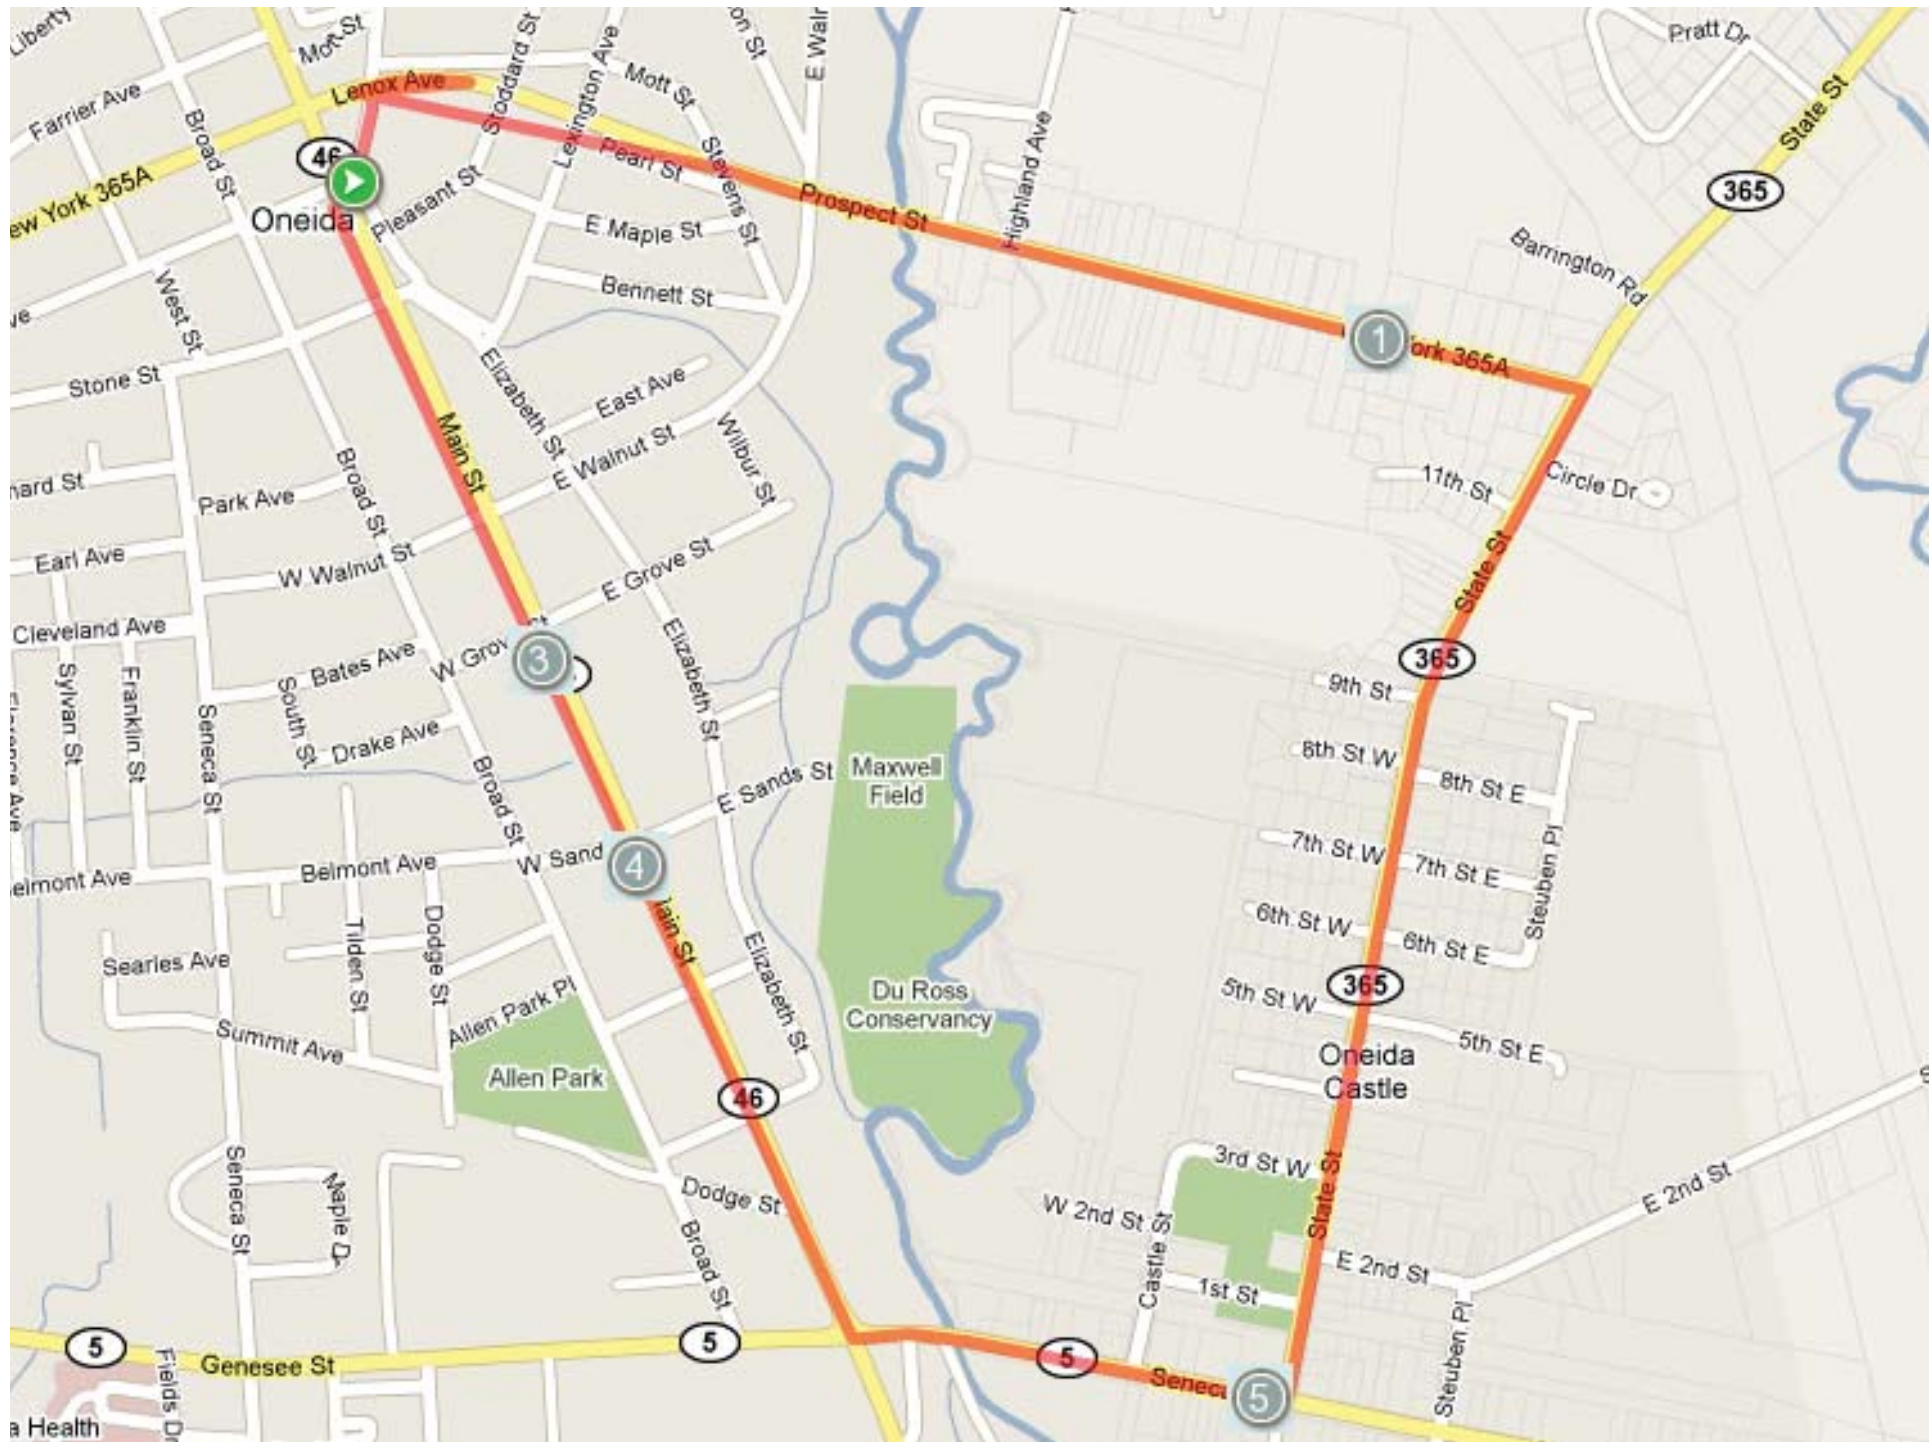 Liberty
Mott St
Stoddard St
Lexington Ave
E Walnr
Pratt Dr
State St
Lenox Ave
Mott St
Farrier Ave
Broad St
46
Pearl St
Stevens St
Highland Ave
365
ew York 365A
Pleasant St
Prospect St
Oneida
E Maple St
Barrington Rd
West St
Bennett St
1
ork 365A
Stone St
Elizabeth St
East Ave
Main St
Wilbur St
E Walnut St
Circle Dr
11th St
Broad St
Park Ave
State St
Earl Ave
W Walnut St
E Grove St
Cleveland Ave
Elizabeth St
Bates Ave
W Grov
St
3
365
9th St
Sylvan St
Franklin St
South St
Seneca St
Drake Ave
8th St W
8th St E
Broad St
E Sands St
Maxwell
Field
7th St W
7th St E
Steuben Pl
elmont Ave
Belmont Ave
W Sand
4
6th St W
6th St E
Tilden St
Dodge St
Main St
Elizabeth St
Searles Ave
365
5th St W
5th St E
Du Ross
Conservancy
Allen Park Pl
Summit Ave
Oneida
Castle
Allen Park
46
3rd St W
Seneca St
Maple D
Dodge St
W 2nd St
State St
E 2nd St
Broad St
Castle St
E 2nd St
1st St
5
5
5
Genesee St
Fields D
Senec
5
Steuben Pl
a Health